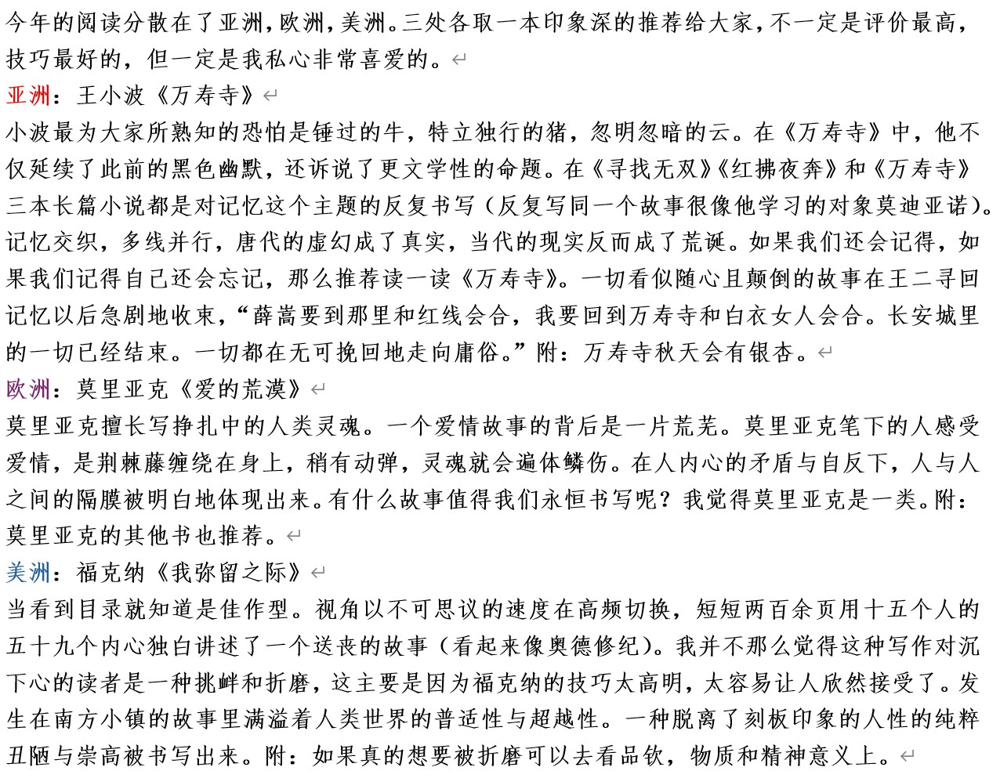 今年的阅读分散在了亚洲，欧洲，美洲。三处各取一本印象深的推荐给大家，不一定是评价最高，
技巧最好的，但一定是我私心非常喜爱的。
亚洲：王小波《万寿寺》
小波最为大家所熟知的恐怕是锤过的牛，特立独行的猪，忽明忽暗的云。在《万寿寺》中，他不
仅延续了此前的黑色幽默，还诉说了更文学性的命题。在《寻找无双》《红拂夜奔》和《万寿寺》
三本长篇小说都是对记忆这个主题的反复书写（反复写同一个故事很像他学习的对象莫迪亚诺）。
记忆交织，多线并行，唐代的虚幻成了真实，当代的现实反而成了荒诞。如果我们还会记得，如
果我们记得自己还会忘记，那么推荐读一读《万寿寺》。一切看似随心且颠倒的故事在王二寻回
记忆以后急剧地收束，“薛嵩要到那里和红线会合，我要回到万寿寺和白衣女人会合。长安城里
的一切已经结束。一切都在无可挽回地走向庸俗。”附：万寿寺秋天会有银杏。
欧洲：莫里亚克《爱的荒漠》
莫里亚克擅长写挣扎中的人类灵魂。一个爱情故事的背后是一片荒芜。莫里亚克笔下的人感受
爱情，是荆棘藤缠绕在身上，稍有动弹，灵魂就会遍体鳞伤。在人内心的矛盾与自反下，人与人
之间的隔膜被明白地体现出来。有什么故事值得我们永恒书写呢？我觉得莫里亚克是一类。附：
莫里亚克的其他书也推荐。
美洲：福克纳《我弥留之际》
当看到目录就知道是佳作型。视角以不可思议的速度在高频切换，短短两百余页用十五个人的
五十九个内心独白讲述了一个送丧的故事（看起来像奥德修纪）。我并不那么觉得这种写作对沉
下心的读者是一种挑衅和折磨，这主要是因为福克纳的技巧太高明，太容易让人欣然接受了。发
生在南方小镇的故事里满溢着人类世界的普适性与超越性。一种脱离了刻板印象的人性的纯粹
丑陋与崇高被书写出来。附：如果真的想要被折磨可以去看品钦，物质和精神意义上。